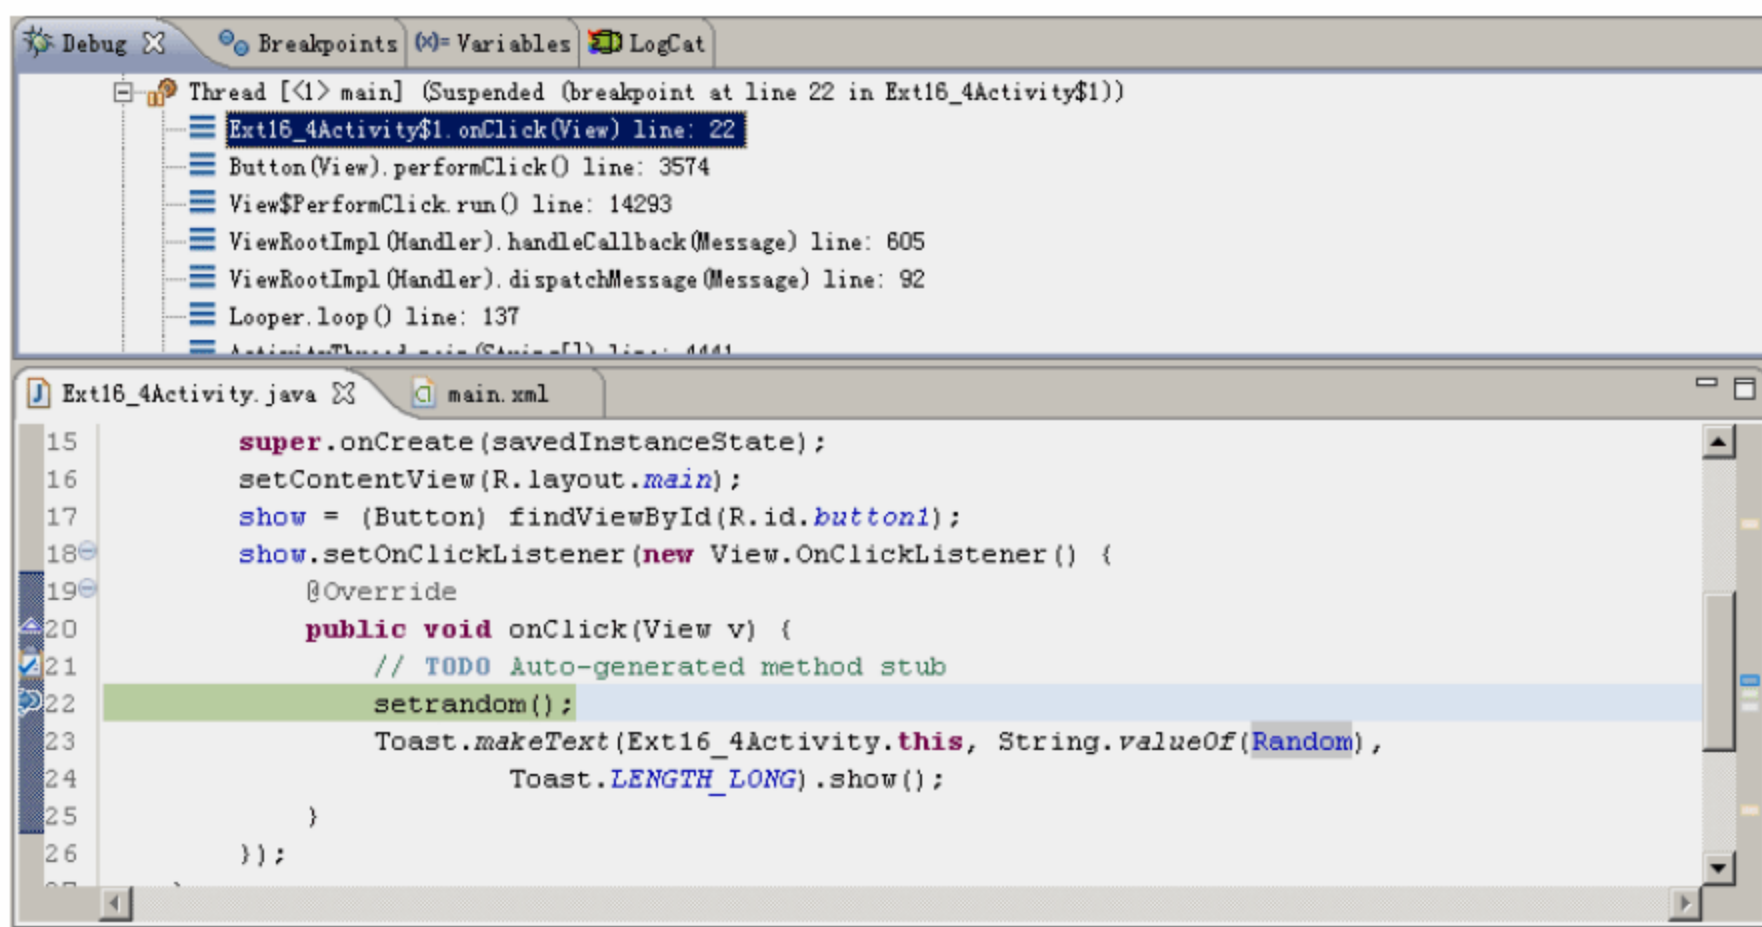 Debug Breakpoints (x)= Variables LogCat
Thread [<1> main] (Suspended (breakpoint at line 22 in Ext16_4Activity$1))
Ext16_4Activity$1.onClick(View) line: 22
Button(View).performClick() line: 3574
View$PerformClick.run() line: 14293
ViewRootImpl(Handler).handleCallback(Message) line: 605
ViewRootImpl(Handler).dispatchMessage(Message) line: 92
Looper.loop() line: 137
ActivityThread.main(String[]) line: 4441
Ext16_4Activity.java main.xml
15 super.onCreate(savedInstanceState);
16 setContentView(R.layout.main);
17 show = (Button) findViewById(R.id.button1);
18 show.setOnClickListener(new View.OnClickListener() {
19 @Override
20 public void onClick(View v) {
21 // TODO Auto-generated method stub
22 setrandom();
23 Toast.makeText(Ext16_4Activity.this, String.valueOf(Random),
24 Toast.LENGTH_LONG).show();
25 }
26 });